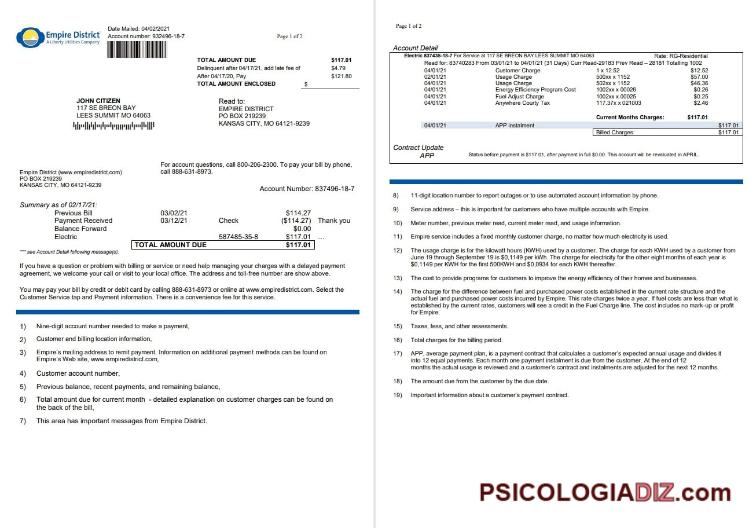 Empire District
A Liberty Utilities Company
Date Mailed: 04/02/2021
Account number: 932496-18-7
Page 1 of 2
TOTAL AMOUNT DUE $117.01
Delinquent after 04/17/21, add late fee of $4.79
After 04/17/20, Pay $121.80
TOTAL AMOUNT ENCLOSED $
JOHN CITIZEN
117 SE BREON BAY
LEES SUMMIT MO 64063
Read to:
EMPIRE DISTRICT
PO BOX 219239
KANSAS CITY, MO 64121-9239
For account questions, call 800-206-2300. To pay your bill by phone,
call 888-631-8973.
Empire District (www.empiredistrict.com)
PO BOX 219239
KANSAS CITY, MO 64121-9239
Account Number: 837496-18-7
Summary as of 02/17/21:
Previous Bill 03/02/21 $114.27
Payment Received 03/12/21 Check ($114.27) Thank you
Balance Forward $0.00
Electric 587485-35-8 $117.01 ...
TOTAL AMOUNT DUE $117.01
*** see Account Detail following message(s).
If you have a question or problem with billing or service or need help managing your charges with a delayed payment
agreement, we welcome your call or visit to your local office. The address and toll-free number are show above.
You may pay your bill by credit or debit card by calling 888-631-8973 or online at www.empiredistrict.com. Select the
Customer Service tap and Payment information. There is a convenience fee for this service.
1) Nine-digit account number needed to make a payment,
2) Customer and billing location information,
3) Empire's mailing address to remit payment. Information on additional payment methods can be found on
Empire's Web site, www empiredistrict.com,
4) Customer account number,
5) Previous balance, recent payments, and remaining balance,
6) Total amount due for current month - detailed explanation on customer charges can be found on
the back of the bill,
7) This area has important messages from Empire District.
Page 1 of 2
Account Detail
Electric 837436-18-7 For Service at 117 SE BREON BAY LEES SUMMIT MO 64063 Rate: RG-Residential
Read for: 83740283 From 03/01/21 TO 04/01/21 (31 Days) Curr Read-29183 Prev Read – 28181 Totalling 1002
04/01/21 Customer Charge 1 x 12.52 $12.52
02/01/21 Usage Charge 500xx x 1152 $57.00
04/01/21 Usage Charge 502xx x 1152 $46.36
04/01/21 Energy Efficiency Program Cost 1002xx x 00026 $0.26
04/01/21 Fuel Adjust Charge 1002xx x 00025 $0.25
04/01/21 Anywhere County Tax 117.37x x 021003 $2.46
Current Months Charges: $117.01
04/01/21 APP instalment $117.01
Billed Charges: $117.01
Contract Update
APP Status before payment is $117.01, after payment in full $0.00. This account will be revaluated in APRIL.
8) 11-digit location number to report outages or to use automated account information by phone.
9) Service address – this is important for customers who have multiple accounts with Empire.
10) Meter number, previous meter read, current meter read, and usage information.
11) Empire service includes a fixed monthly customer charge, no matter how much electricity is used.
12) The usage charge is for the kilowatt hours (KWH) used by a customer. The charge for each KWH used by a customer from
June 19 through September 19 is $0,1149 per kWh. The charge for electricity for the other eight months of each year is
$0,1149 per KWH for the first 500KWH and $0,0934 for each KWH thereafter.
13) The cost to provide programs for customers to improve the energy efficiency of their homes and businesses.
14) The charge for the difference between fuel and purchase power costs established in the current rate structure and the
actual fuel and purchased power costs incurred by Empire. This rate charges twice a year. If fuel costs are less than what is
established by the current rates, customers will see a credit in the Fuel Charge line. The cost includes no mark-up or profit
for Empire.
15) Taxes, fees, and other assessments.
16) Total charges for the billing period.
17) APP, average payment plan, is a payment contract that calculates a customer's expected annual usage and divides it
into 12 equal payments. Each month one payment instalment is due from the customer. At the end of 12
months the actual usage is reviewed and a customer's contract and instalments are adjusted for the next 12 months.
18) The amount due from the customer by the due date.
19) Important information about a customer's payment contract.
PSICOLOGIADIZ.com